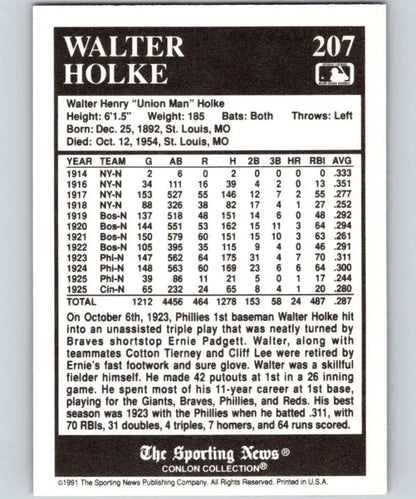 WALTER
HOLKE
207
Walter Henry "Union Man" Holke
Height: 6'1.5" Weight: 185 Bats: Both Throws: Left
Born: Dec. 25, 1892, St. Louis, MO
Died: Oct. 12, 1954, St. Louis, MO
YEAR TEAM G AB R H 2B 3B HR RBI AVG
1914 NY-N 2 6 0 2 0 0 0 0 .333
1916 NY-N 34 111 16 39 4 2 0 13 .351
1917 NY-N 153 527 55 146 12 7 2 55 .277
1918 NY-N 88 326 38 82 17 4 1 27 .252
1919 Bos-N 137 518 48 151 14 6 0 48 .292
1920 Bos-N 144 551 53 162 15 11 3 64 .294
1921 Bos-N 150 579 60 151 15 10 3 63 .261
1922 Bos-N 105 395 35 115 9 4 0 46 .291
1923 Phi-N 147 562 64 175 31 4 7 70 .311
1924 Phi-N 148 563 60 169 23 6 6 64 .300
1925 Phi-N 39 86 11 21 5 0 1 17 .244
1925 Cin-N 65 232 24 65 8 4 1 20 .280
TOTAL 1212 4456 464 1278 153 58 24 487 .287
On October 6th, 1923, Phillies 1st baseman Walter Holke hit
into an unassisted triple play that was neatly turned by
Braves shortstop Ernie Padgett. Walter, along with
teammates Cotton Tierney and Cliff Lee were retired by
Ernie's fast footwork and sure glove. Walter was a skillful
fielder himself. He made 42 putouts at 1st in a 26 inning
game. He spent most of his 11-year career at 1st base,
playing for the Giants, Braves, Phillies, and Reds. His best
season was 1923 with the Phillies when he batted .311, with
70 RBIs, 31 doubles, 4 triples, 7 homers, and 64 runs scored.
The Sporting News®
CONLON COLLECTION®
©1991 The Sporting News Publishing Company. All Rights Reserved. Printed in U.S.A.